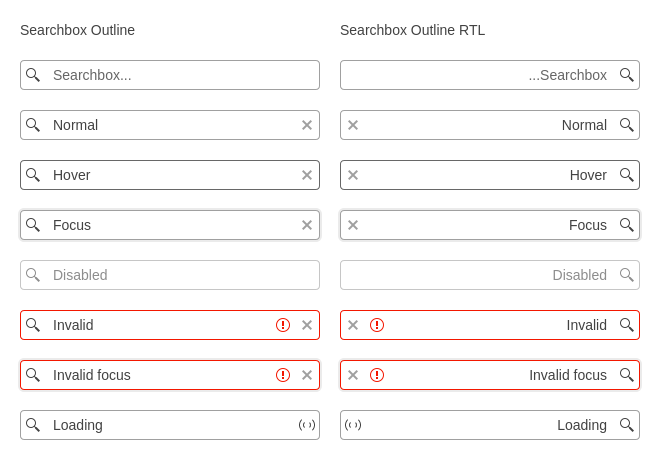 Searchbox Outline
Searchbox Outline RTL
Searchbox...
...Searchbox
Normal
Normal
Hover
Hover
Focus
Focus
Disabled
Disabled
Invalid
Invalid
Invalid focus
Invalid focus
Loading
Loading